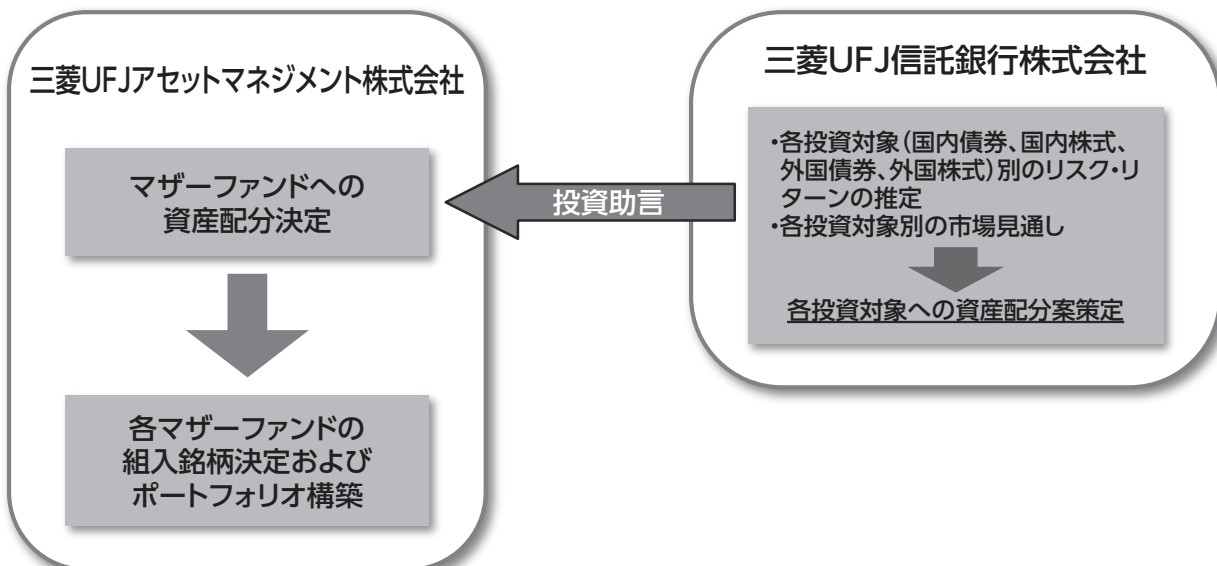 三菱UFJアセットマネジメント株式会社
マザーファンドへの
資産配分決定
各マザーファンドの
組入銘柄決定および
ポートフォリオ構築
投資助言
三菱UFJ信託銀行株式会社
・各投資対象(国内債券、国内株式、
外国債券、外国株式)別のリスク・リ
ターンの推定
・各投資対象別の市場見通し
各投資対象への資産配分案策定